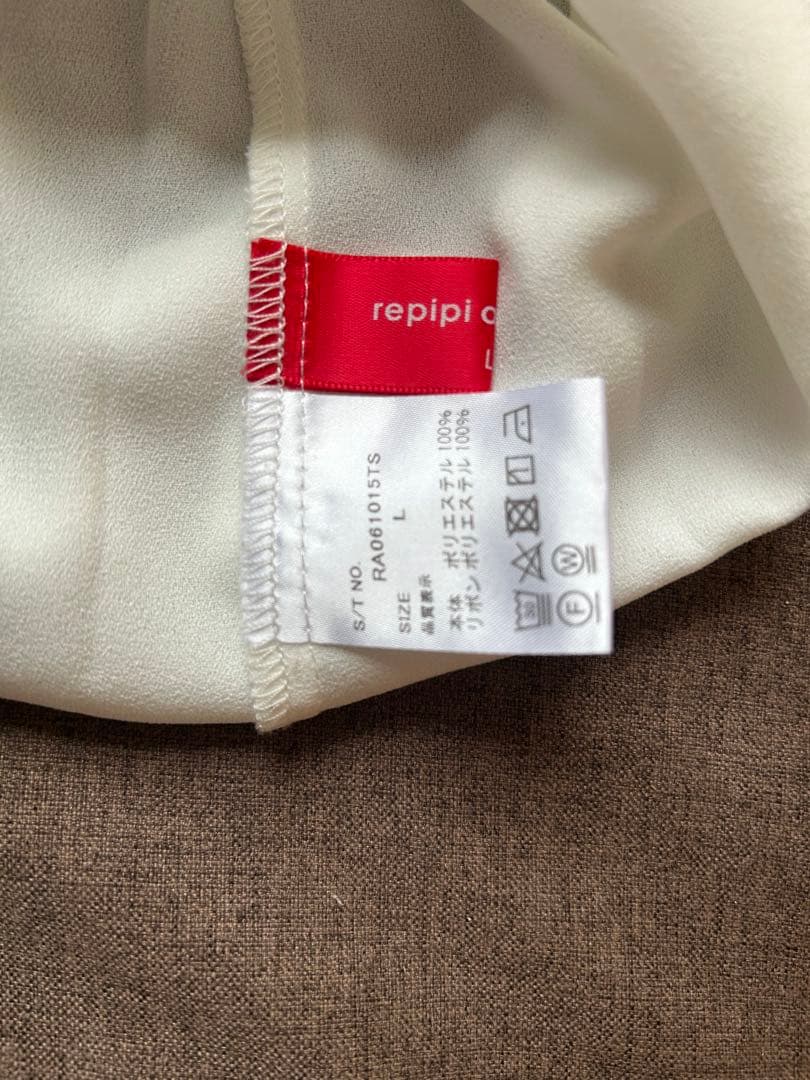 repipi
S/T NO.
RA061015TS
SIZE
L
品質表示
本体 ポリエステル 100%
リボン ポリエステル 100%
30
F W